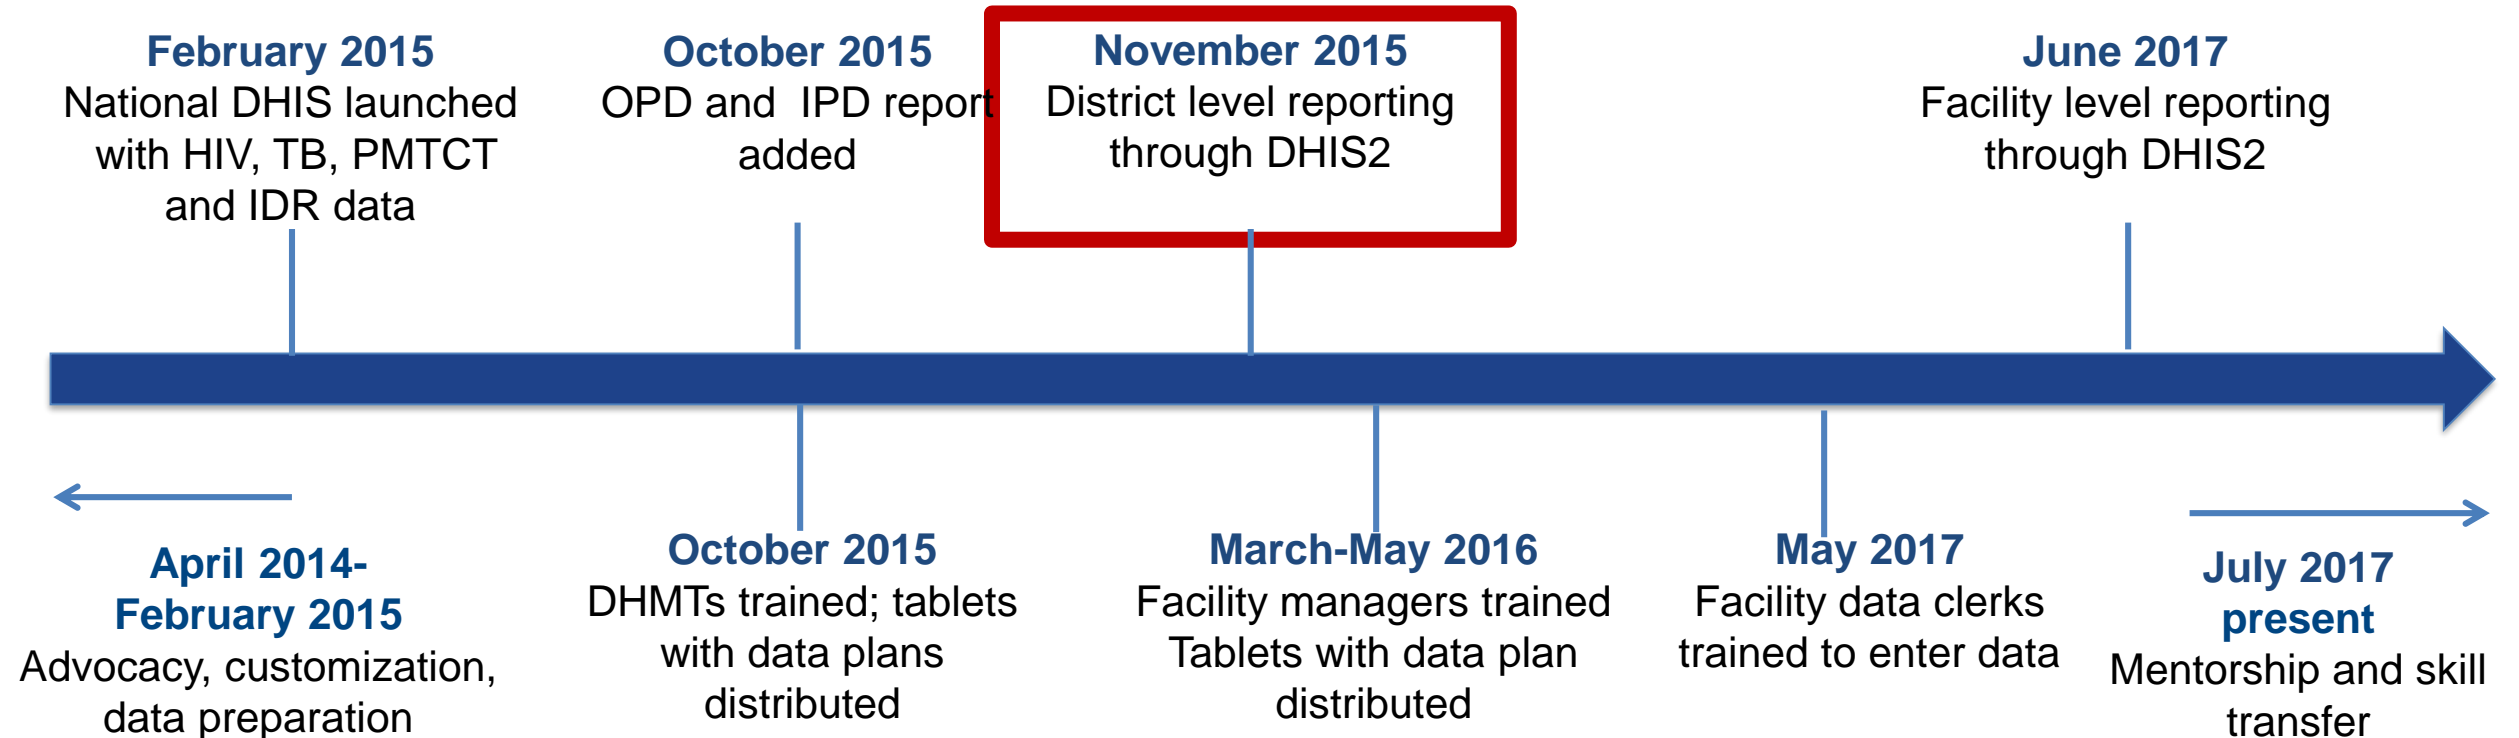 February 2015
National DHIS launched
with HIV, TB, PMTCT
and IDR data
October 2015
OPD and  IPD report
added
November 2015
District level reporting
through DHIS2
June 2017
Facility level reporting
through DHIS2
April 2014-
February 2015
Advocacy, customization,
data preparation
October 2015
DHMTs trained; tablets
with data plans
distributed
March-May 2016
Facility managers trained
Tablets with data plan
distributed
May 2017
Facility data clerks
trained to enter data
July 2017
present
Mentorship and skill
transfer